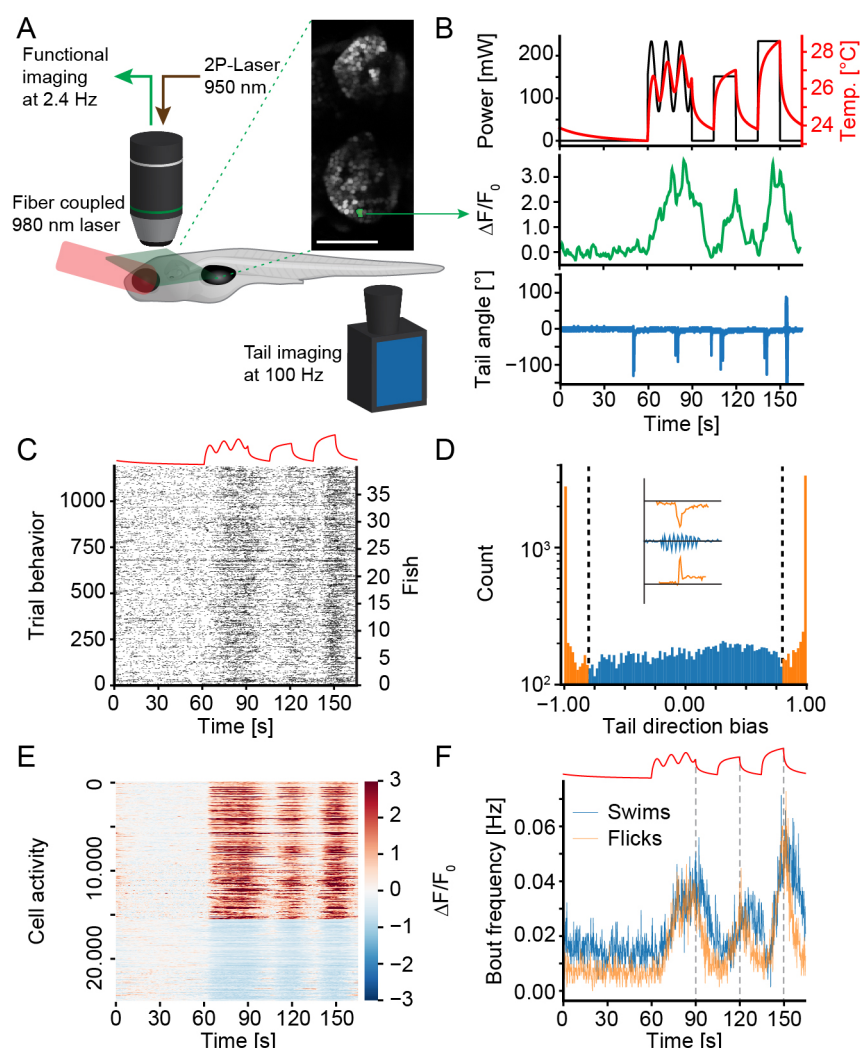 A
Functional
imaging
at 2.4 Hz
2P-Laser
950 nm
Fiber coupled
980 nm laser
Tail imaging
at 100 Hz
B
Power [mW]
200
100
0
Temp. [°C]
28
26
24
ΔF/F0
3.0
2.0
1.0
0.0
Tail angle [°]
100
0
−100
0 30 60 90 120 150
Time [s]
C
Trial behavior
1000
750
500
250
0
Fish
35
30
25
20
15
10
5
0
0 30 60 90 120 150
Time [s]
D
Count
10³
10²
−1.00 0.00 1.00
Tail direction bias
E
Cell activity
0
10.000
20.000
0 30 60 90 120 150
Time [s]
3
2
1
0
−1
−2
−3
ΔF/F0
F
Bout frequency [Hz]
0.06
0.04
0.02
0.00
Swims
Flicks
0 30 60 90 120 150
Time [s]